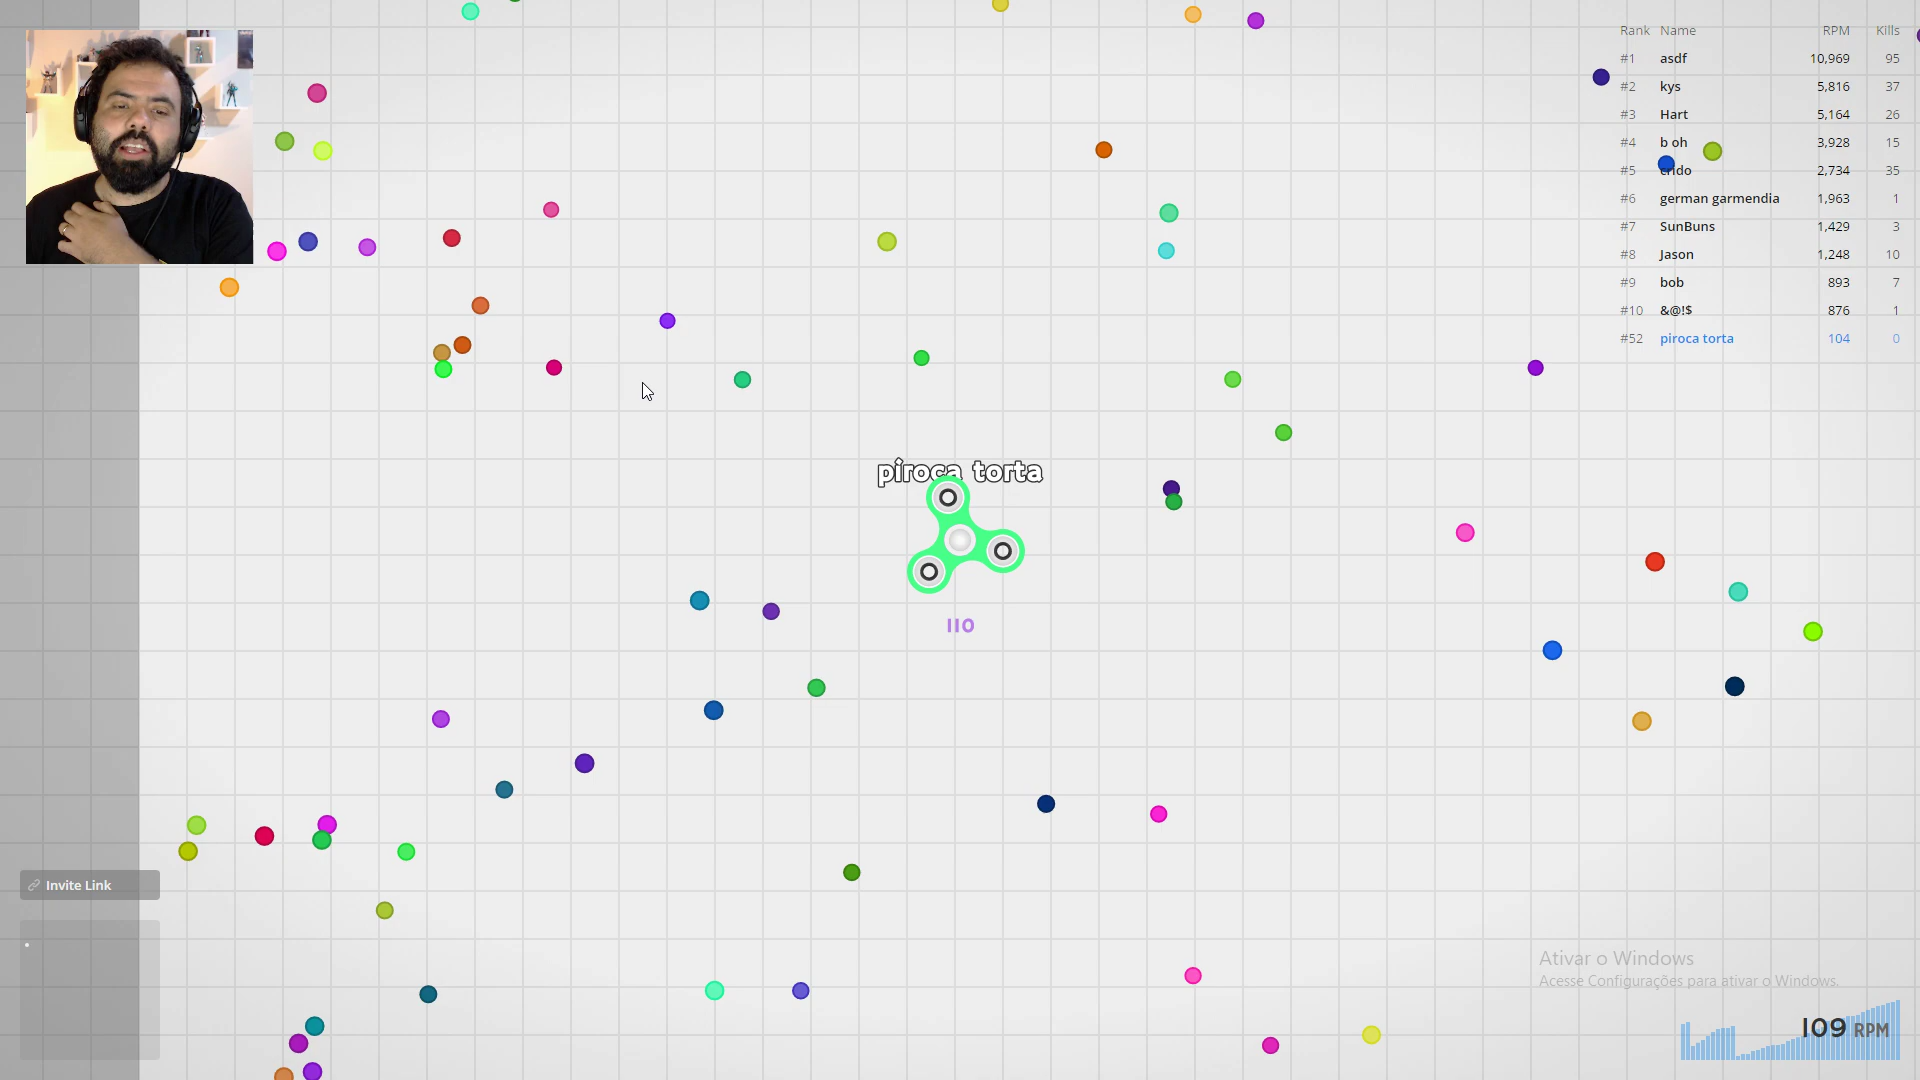 Rank Name RPM Kills
#1 asdf 10,969 95
#2 kys 5,816 37
#3 Hart 5,164 26
#4 b oh 3,928 15
#5 2,734 35
#6 german garmendia 1,963 1
#7 SunBuns 1,429 3
#8 Jason 1,248 10
#9 bob 893 7
#10 &@!$ 876 1
#52 piroca torta 104 0
piroca torta
110
Invite Link
Ativar o Windows
Acesse Configurações para ativar o Windows.
109 RPM